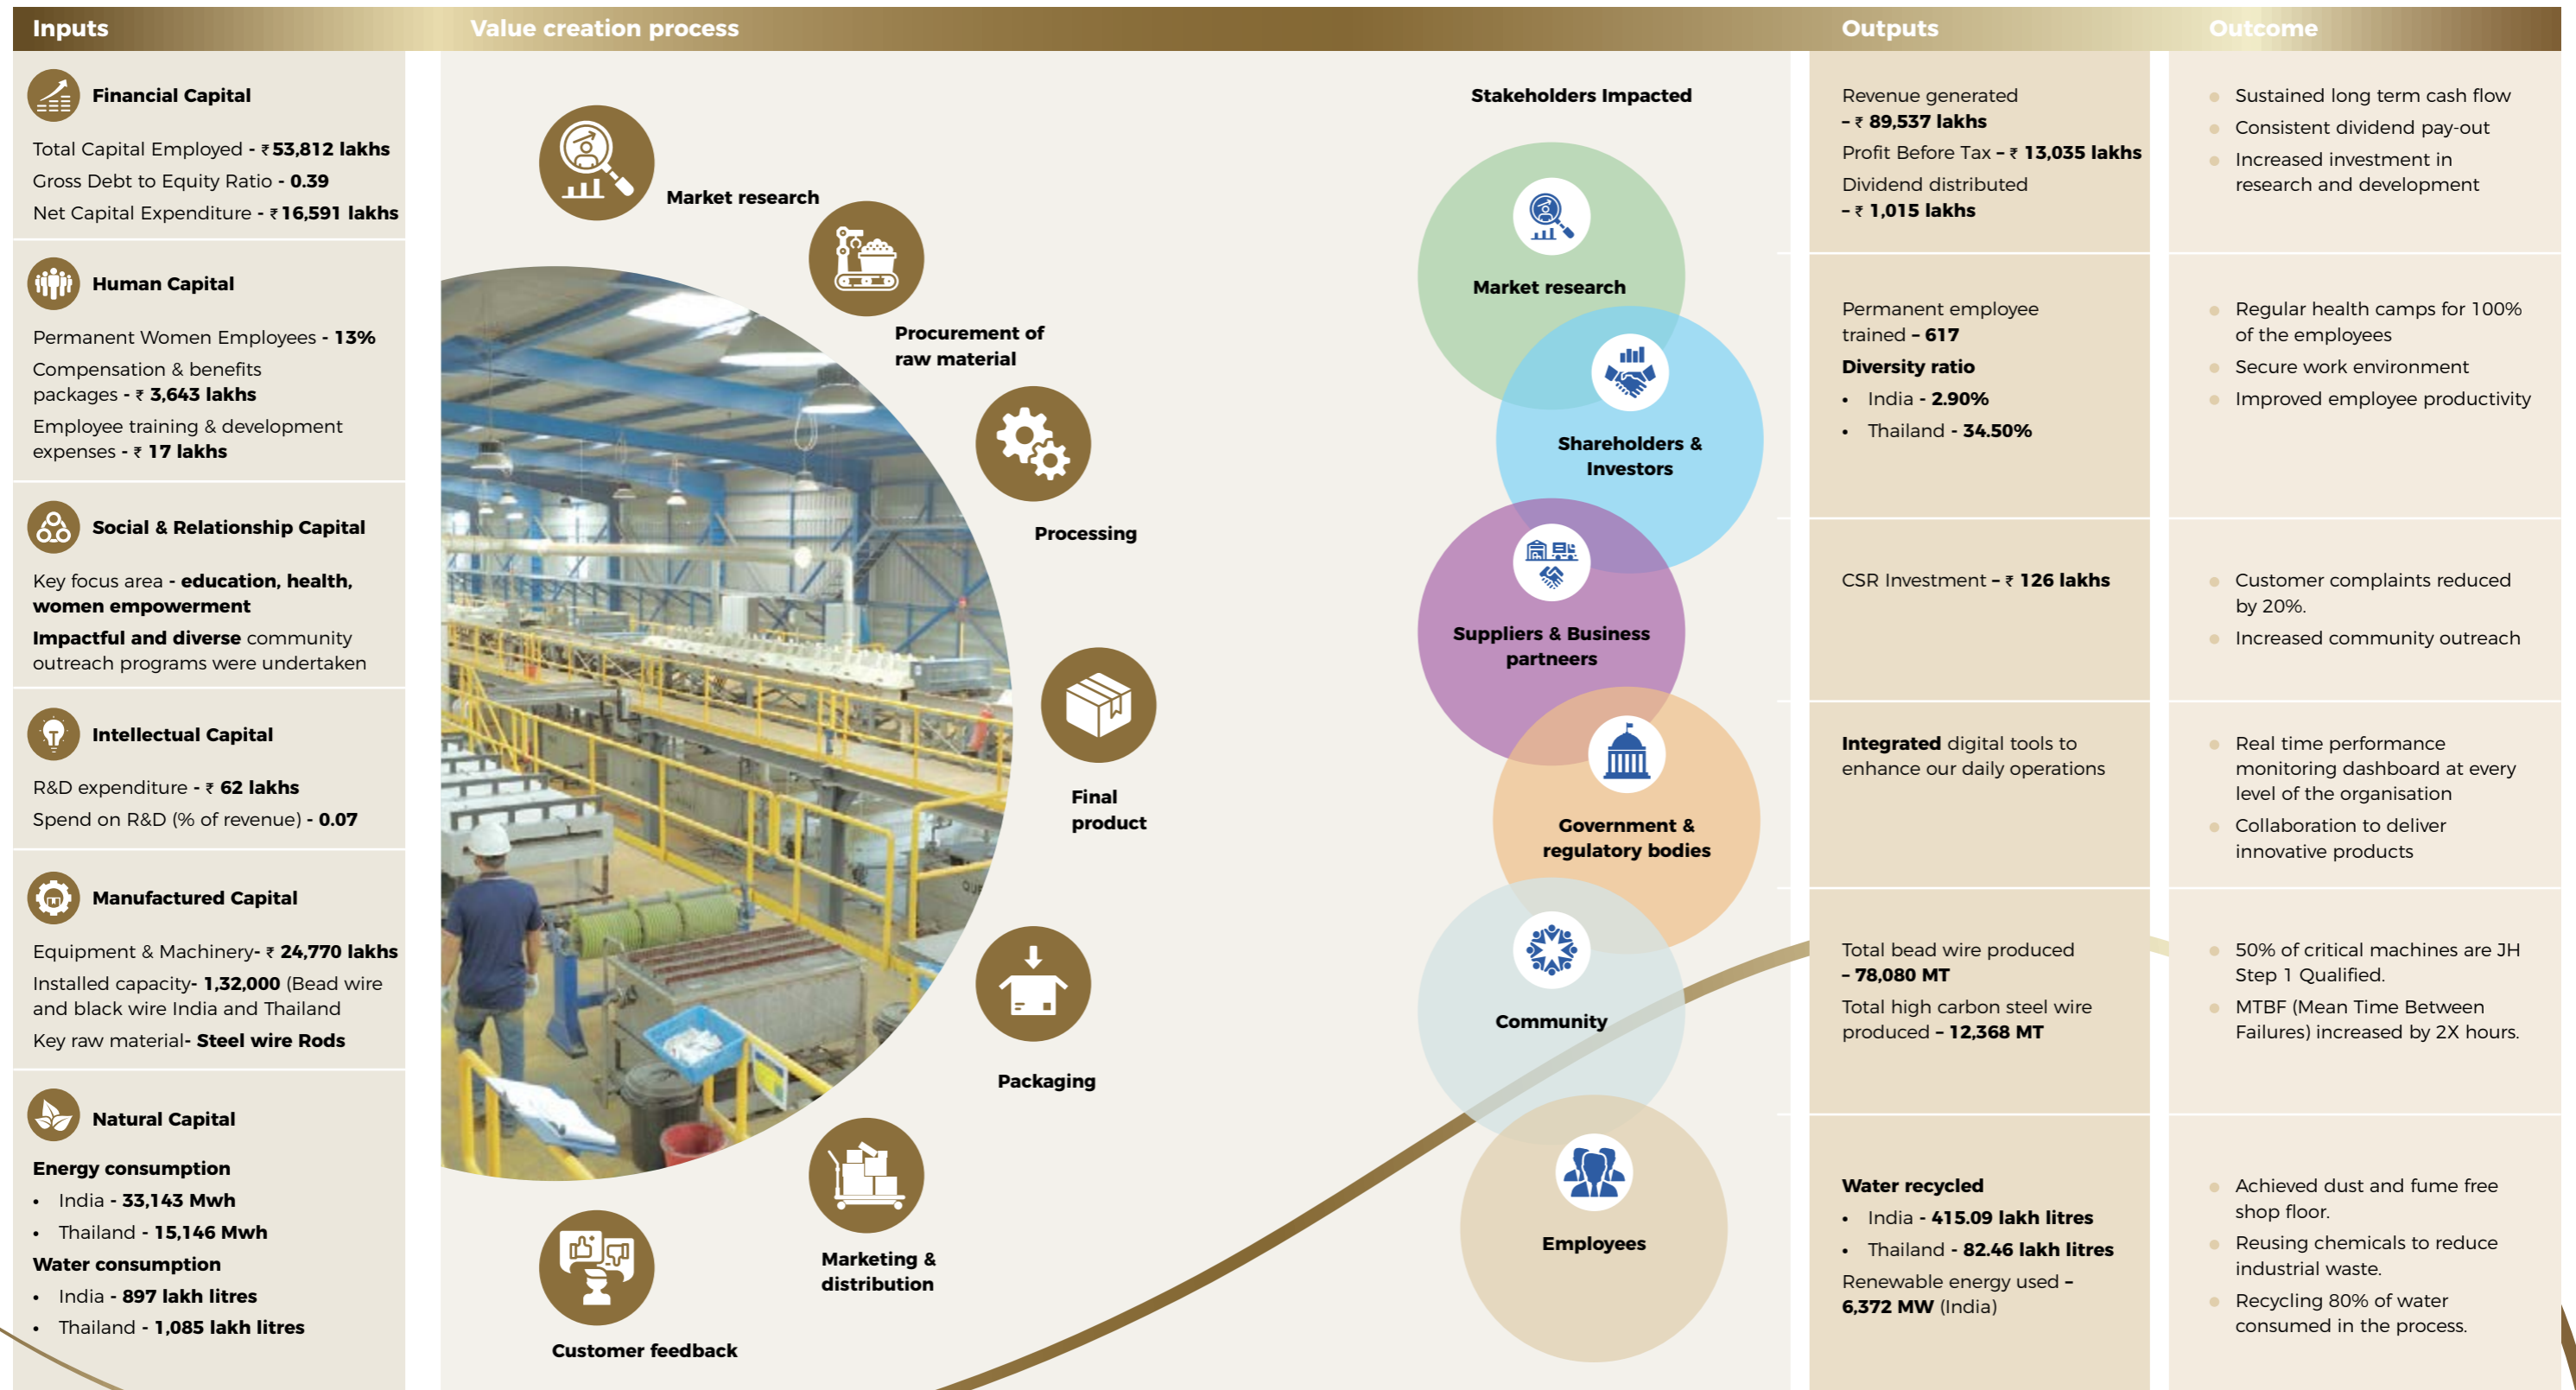 Inputs
Financial Capital
Total Capital Employed - ₹ 53,812 lakhs
Gross Debt to Equity Ratio - 0.39
Net Capital Expenditure - ₹ 16,591 lakhs
Human Capital
Permanent Women Employees - 13%
Compensation & benefits
packages - ₹ 3,643 lakhs
Employee training & development
expenses - ₹ 17 lakhs
Social & Relationship Capital
Key focus area - education, health,
women empowerment
Impactful and diverse community
outreach programs were undertaken
Intellectual Capital
R&D expenditure - ₹ 62 lakhs
Spend on R&D (% of revenue) - 0.07
Manufactured Capital
Equipment & Machinery- ₹ 24,770 lakhs
Installed capacity- 1,32,000 (Bead wire
and black wire India and Thailand
Key raw material- Steel wire Rods
Natural Capital
Energy consumption
• India - 33,143 Mwh
• Thailand - 15,146 Mwh
Water consumption
• India - 897 lakh litres
• Thailand - 1,085 lakh litres
Value creation process
Market research
Procurement of
raw material
Processing
Final
product
Packaging
Marketing &
distribution
Customer feedback
Stakeholders Impacted
Market research
Shareholders &
Investors
Suppliers & Business
partneers
Government &
regulatory bodies
Community
Employees
Outputs
Revenue generated
– ₹ 89,537 lakhs
Profit Before Tax – ₹ 13,035 lakhs
Dividend distributed
– ₹ 1,015 lakhs
Permanent employee
trained – 617
Diversity ratio
• India - 2.90%
• Thailand - 34.50%
CSR Investment – ₹ 126 lakhs
Integrated digital tools to
enhance our daily operations
Total bead wire produced
– 78,080 MT
Total high carbon steel wire
produced – 12,368 MT
Water recycled
• India - 415.09 lakh litres
• Thailand - 82.46 lakh litres
Renewable energy used –
6,372 MW (India)
Outcome
Sustained long term cash flow
Consistent dividend pay-out
Increased investment in
research and development
Regular health camps for 100%
of the employees
Secure work environment
Improved employee productivity
Customer complaints reduced
by 20%.
Increased community outreach
Real time performance
monitoring dashboard at every
level of the organisation
Collaboration to deliver
innovative products
50% of critical machines are JH
Step 1 Qualified.
MTBF (Mean Time Between
Failures) increased by 2X hours.
Achieved dust and fume free
shop floor.
Reusing chemicals to reduce
industrial waste.
Recycling 80% of water
consumed in the process.